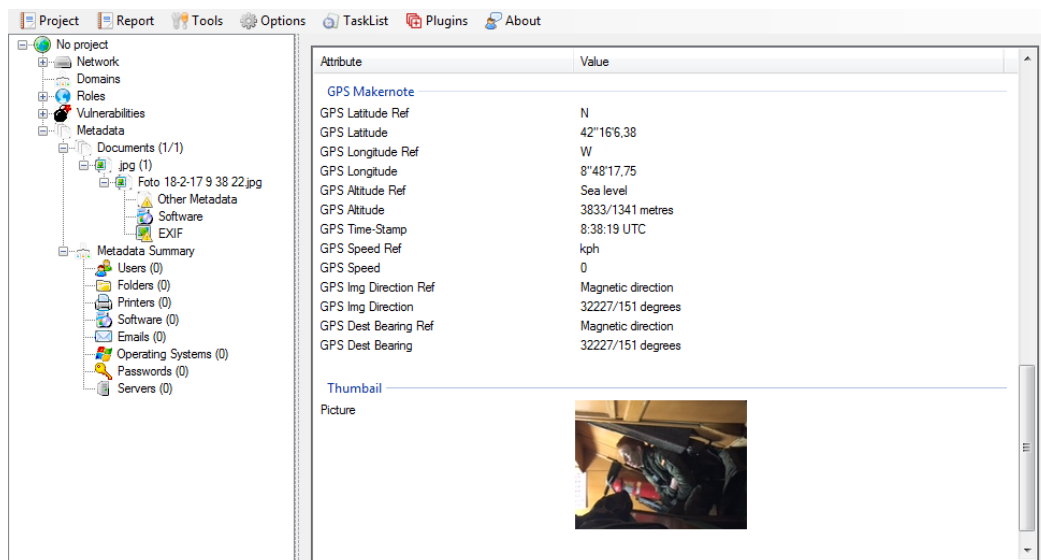 Project Report Tools Options TaskList Plugins About
No project
Network
Domains
Roles
Vulnerabilities
Metadata
Documents (1/1)
.jpg (1)
Foto 18-2-17 9 38 22.jpg
Other Metadata
Software
EXIF
Metadata Summary
Users (0)
Folders (0)
Printers (0)
Software (0)
Emails (0)
Operating Systems (0)
Passwords (0)
Servers (0)
Attribute Value
GPS Makernote
GPS Latitude Ref N
GPS Latitude 42"16'6,38
GPS Longitude Ref W
GPS Longitude 8"48'17,75
GPS Altitude Ref Sea level
GPS Altitude 3833/1341 metres
GPS Time-Stamp 8:38:19 UTC
GPS Speed Ref kph
GPS Speed 0
GPS Img Direction Ref Magnetic direction
GPS Img Direction 32227/151 degrees
GPS Dest Bearing Ref Magnetic direction
GPS Dest Bearing 32227/151 degrees
Thumbail
Picture